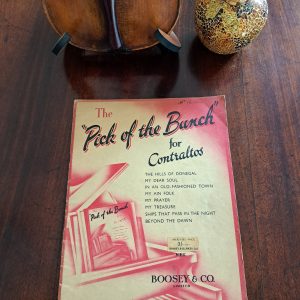 The
"Pick of the Bunch"
for
Contraltos
THE HILLS OF DONEGAL
MY DEAR SOUL
IN AN OLD-FASHIONED TOWN
MY AIN FOLK
MY PRAYER
MY TREASURE
SHIPS THAT PASS IN THE NIGHT
BEYOND THE DAWN
Pick of the Bunch
BOOSEY & CO.